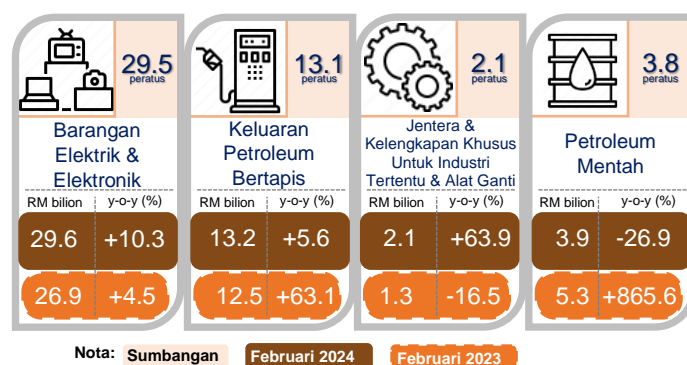 29.5
peratus
Barangan
Elektrik &
Elektronik
RM bilion y-o-y (%)
29.6 +10.3
26.9 +4.5
13.1
peratus
Keluaran
Petroleum
Bertapis
RM bilion y-o-y (%)
13.2 +5.6
12.5 +63.1
2.1
peratus
Jentera &
Kelengkapan Khusus
Untuk Industri
Tertentu & Alat Ganti
RM bilion y-o-y (%)
2.1 +63.9
1.3 -16.5
3.8
peratus
Petroleum
Mentah
RM bilion y-o-y (%)
3.9 -26.9
5.3 +865.6
Nota: Sumbangan Februari 2024 Februari 2023